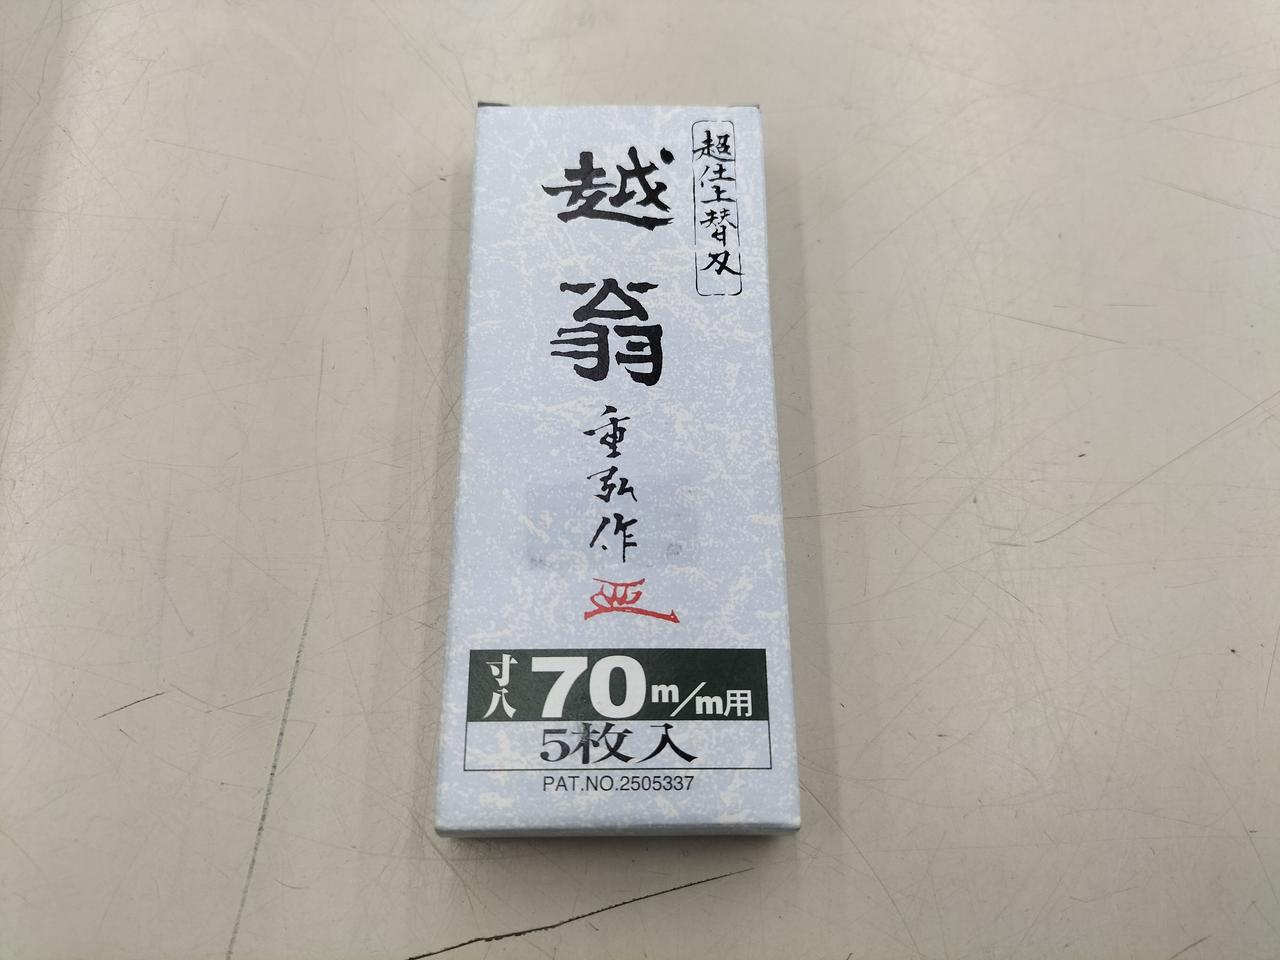 超仕上替刃
越翁
重弘作
寸八 70m/m用
5枚入
PAT.NO.2505337